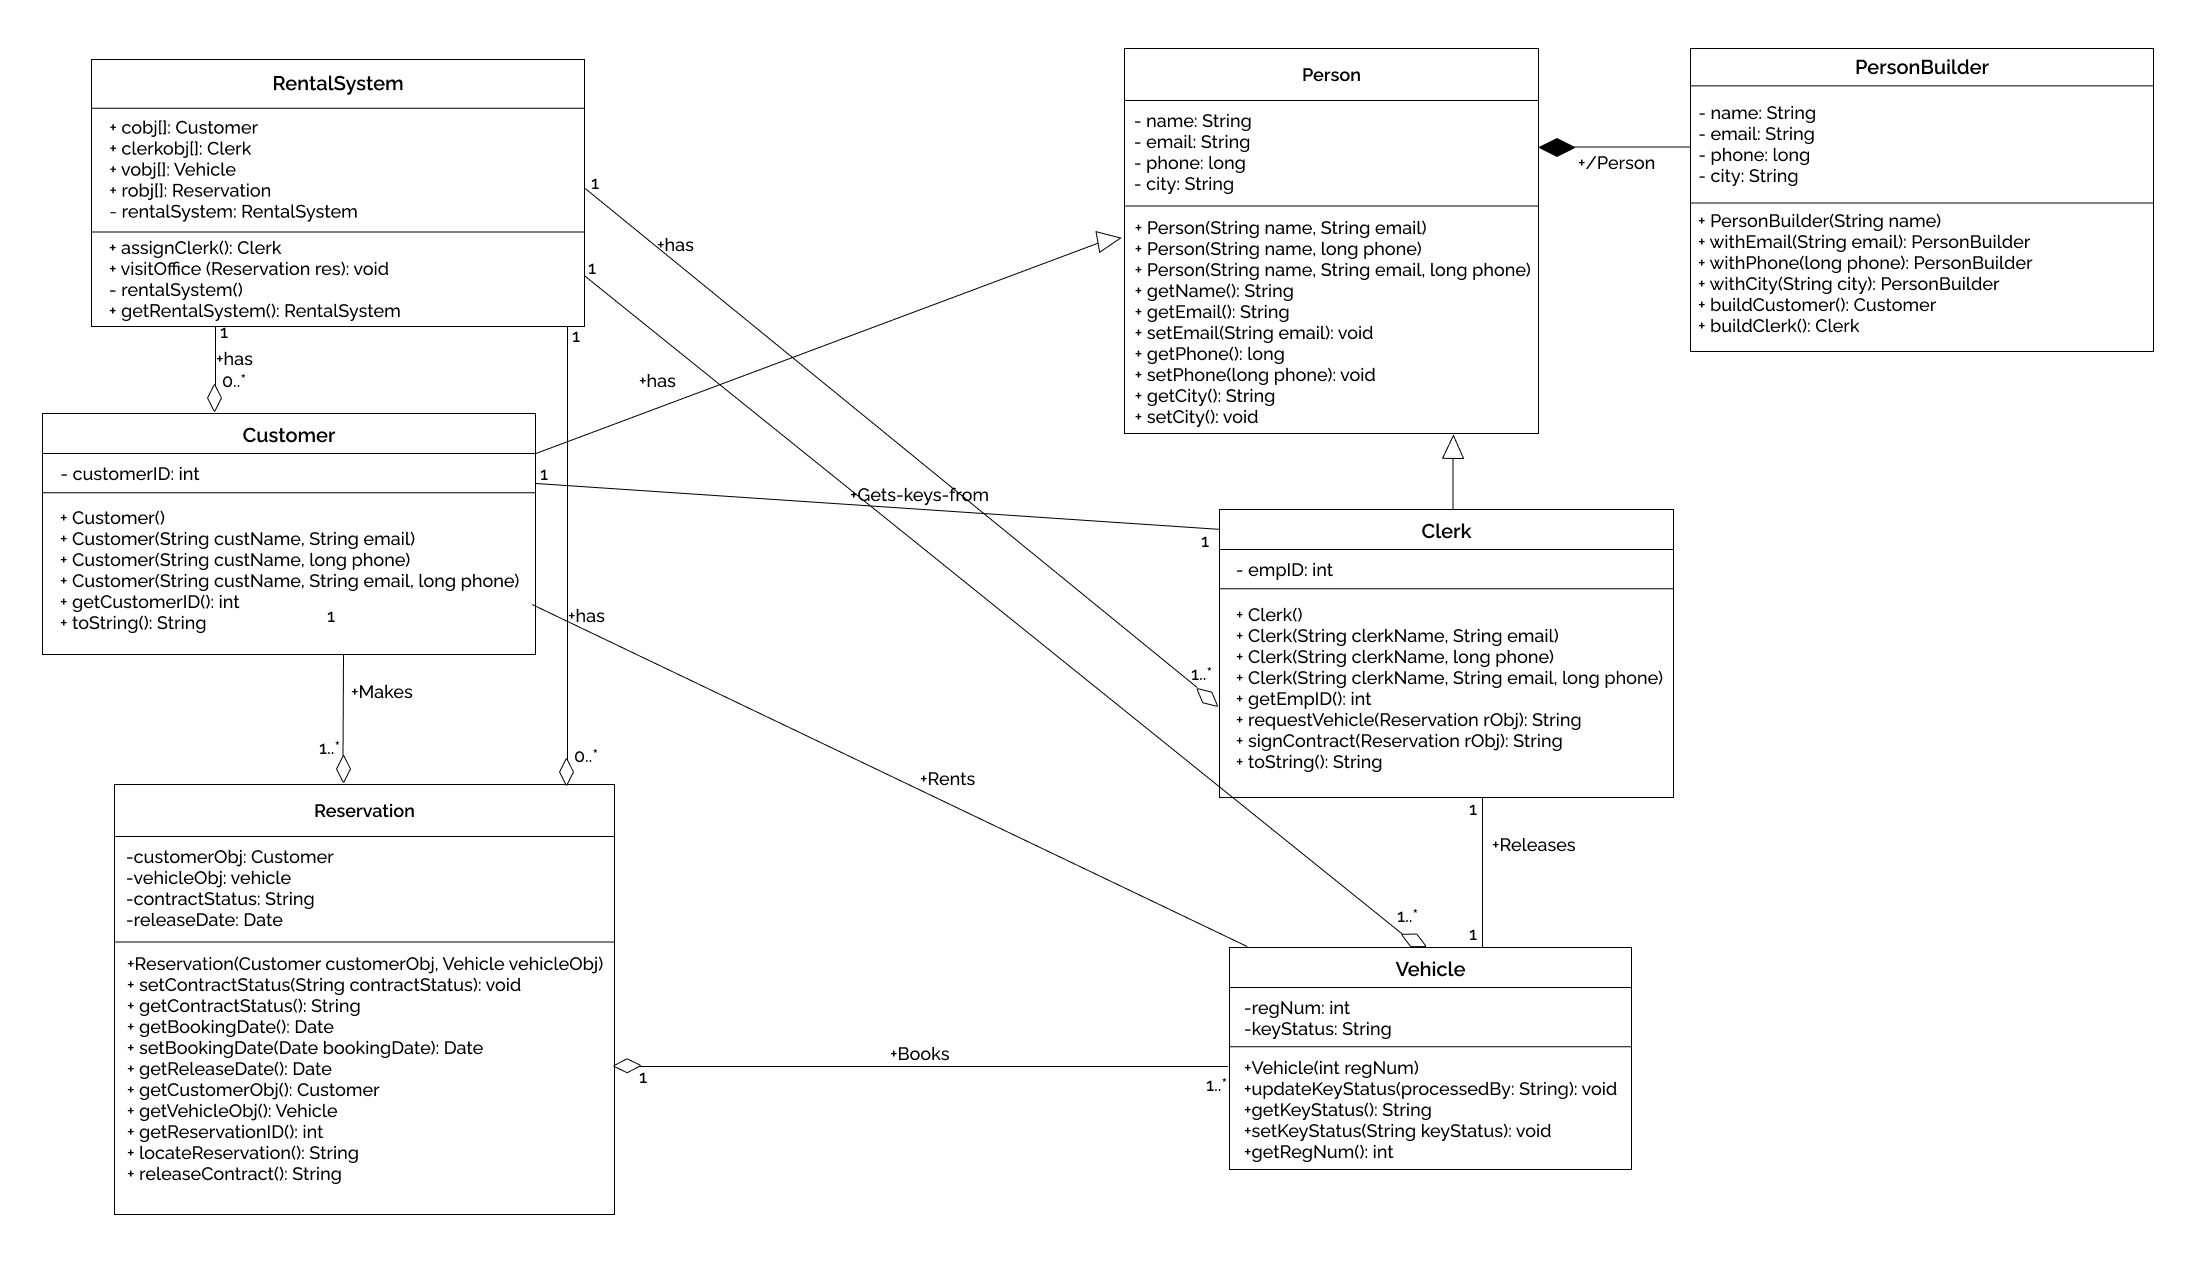 RentalSystem
+ cobj[]: Customer
+ clerkobj[]: Clerk
+ vobj[]: Vehicle
+ robj[]: Reservation
- rentalSystem: RentalSystem
+ assignClerk(): Clerk
+ visitOffice (Reservation res): void
- rentalSystem()
+ getRentalSystem(): RentalSystem
Person
- name: String
- email: String
- phone: long
- city: String
+ Person(String name, String email)
+ Person(String name, long phone)
+ Person(String name, String email, long phone)
+ getName(): String
+ getEmail(): String
+ setEmail(String email): void
+ getPhone(): long
+ setPhone(long phone): void
+ getCity(): String
+ setCity(): void
+/Person
PersonBuilder
- name: String
- email: String
- phone: long
- city: String
+ PersonBuilder(String name)
+ withEmail(String email): PersonBuilder
+ withPhone(long phone): PersonBuilder
+ withCity(String city): PersonBuilder
+ buildCustomer(): Customer
+ buildClerk(): Clerk
1
+has
1
1
+has
0..*
1
+has
Customer
- customerID: int
+ Customer()
+ Customer(String custName, String email)
+ Customer(String custName, long phone)
+ Customer(String custName, String email, long phone)
+ getCustomerID(): int
+ toString(): String
1
1
+Gets-keys-from
1
+has
Clerk
- empID: int
+ Clerk()
+ Clerk(String clerkName, String email)
+ Clerk(String clerkName, long phone)
+ Clerk(String clerkName, String email, long phone)
+ getEmpID(): int
+ requestVehicle(Reservation rObj): String
+ signContract(Reservation rObj): String
+ toString(): String
1..*
+Makes
1..*
0..*
+Rents
1
+Releases
1
1..*
Reservation
-customerObj: Customer
-vehicleObj: vehicle
-contractStatus: String
-releaseDate: Date
+Reservation(Customer customerObj, Vehicle vehicleObj)
+ setContractStatus(String contractStatus): void
+ getContractStatus(): String
+ getBookingDate(): Date
+ setBookingDate(Date bookingDate): Date
+ getReleaseDate(): Date
+ getCustomerObj(): Customer
+ getVehicleObj(): Vehicle
+ getReservationID(): int
+ locateReservation(): String
+ releaseContract(): String
+Books
1
1..*
Vehicle
-regNum: int
-keyStatus: String
+Vehicle(int regNum)
+updateKeyStatus(processedBy: String): void
+getKeyStatus(): String
+setKeyStatus(String keyStatus): void
+getRegNum(): int